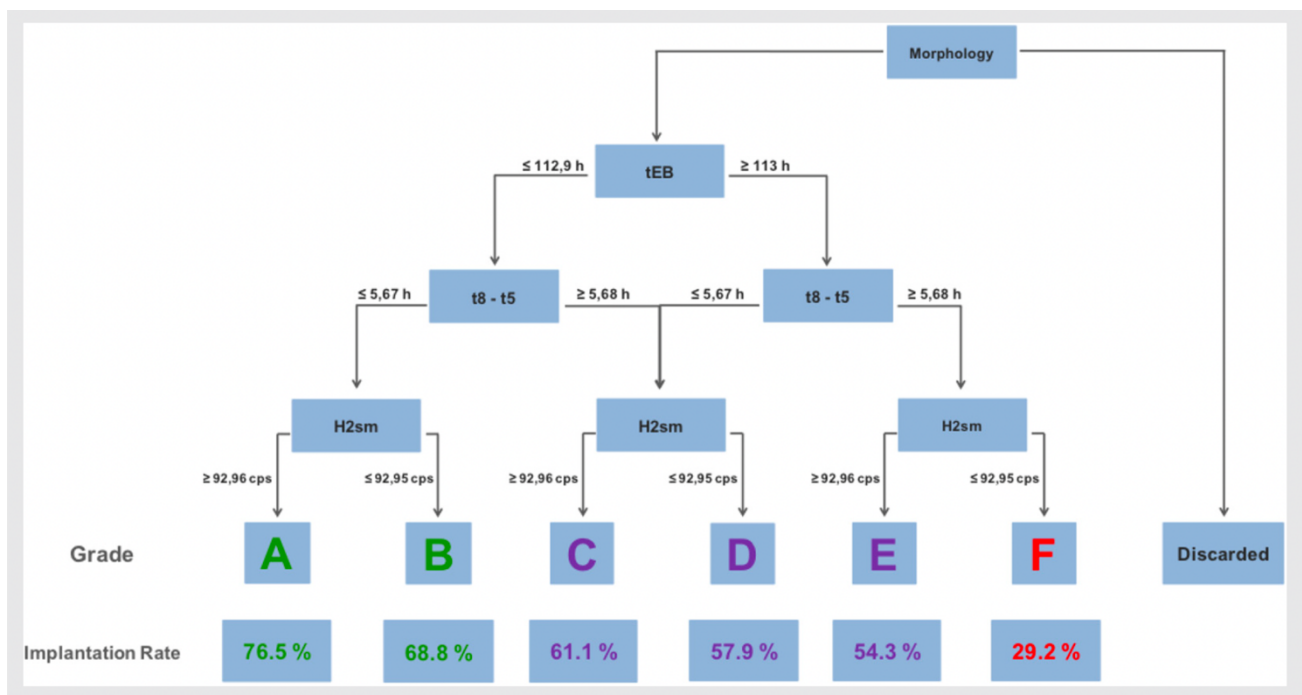 Morphology
≤ 112,9 h
tEB
≥ 113 h
≤ 5,67 h
t8 - t5
≥ 5,68 h
≤ 5,67 h
t8 - t5
≥ 5,68 h
H2sm
H2sm
H2sm
≥ 92,96 cps
≤ 92,95 cps
≥ 92,96 cps
≤ 92,95 cps
≥ 92,96 cps
≤ 92,95 cps
Grade
A
B
C
D
E
F
Discarded
Implantation Rate
76.5 %
68.8 %
61.1 %
57.9 %
54.3 %
29.2 %